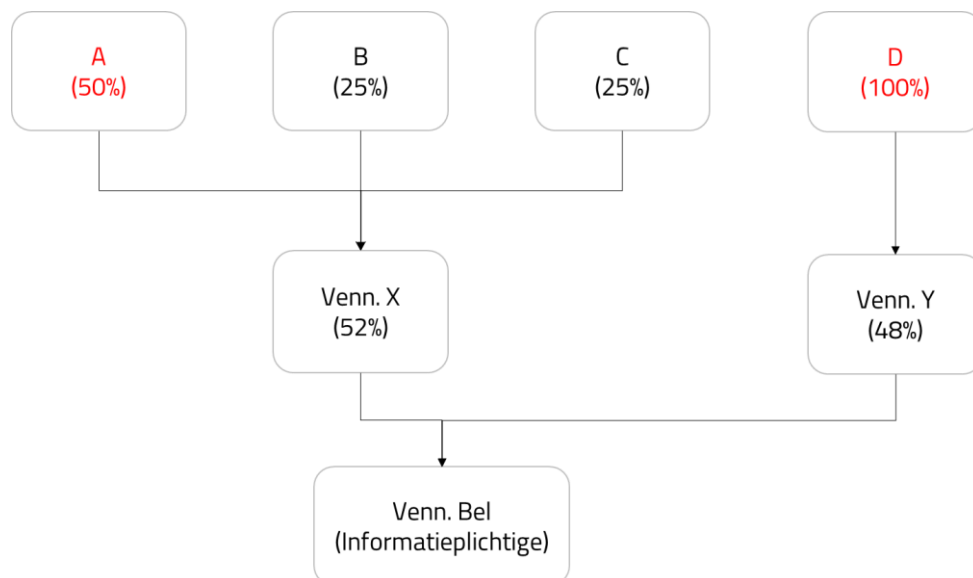 A
(50%)
B
(25%)
C
(25%)
D
(100%)
Venn. X
(52%)
Venn. Y
(48%)
Venn. Bel
(Informatieplichtige)